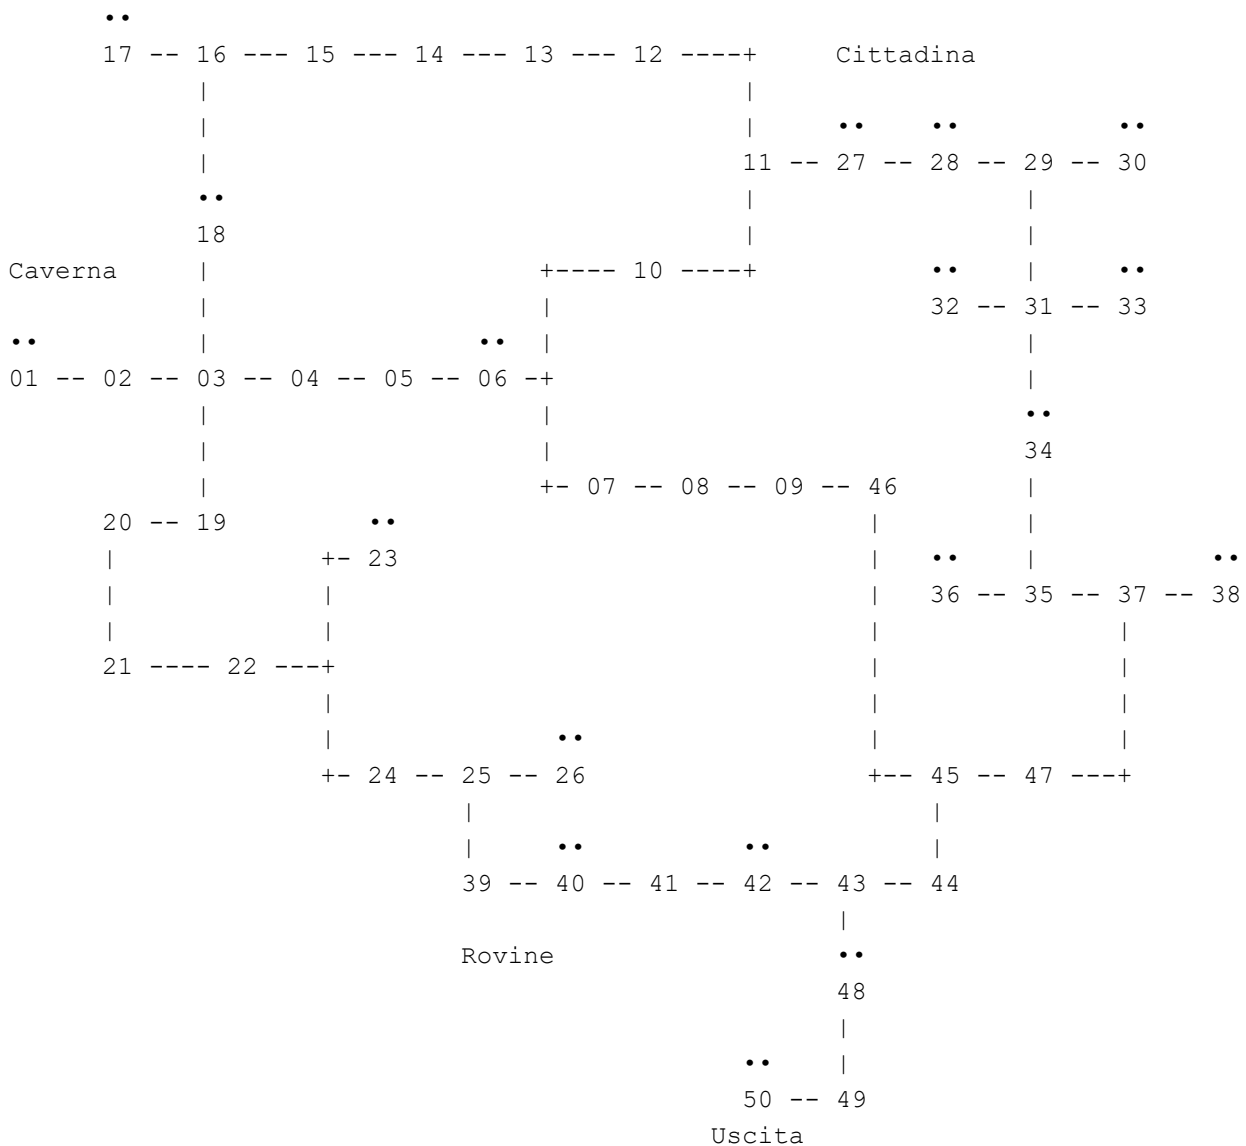 ••
17 -- 16 --- 15 --- 14 --- 13 --- 12 ----+ Cittadina
| |
| | •• •• ••
| 11 -- 27 -- 28 -- 29 -- 30
•• | |
18 | |
Caverna | +---- 10 ----+ •• | ••
| | 32 -- 31 -- 33
•• | •• | |
01 -- 02 -- 03 -- 04 -- 05 -- 06 -+ |
| | ••
| | 34
| +- 07 -- 08 -- 09 -- 46 |
20 -- 19 •• | |
| +- 23 | •• | ••
| | | 36 -- 35 -- 37 -- 38
| | | |
21 ---- 22 ---+ | |
| | |
| •• | |
+- 24 -- 25 -- 26 +-- 45 -- 47 ---+
| |
| •• •• |
39 -- 40 -- 41 -- 42 -- 43 -- 44
|
Rovine ••
48
|
•• |
50 -- 49
Uscita